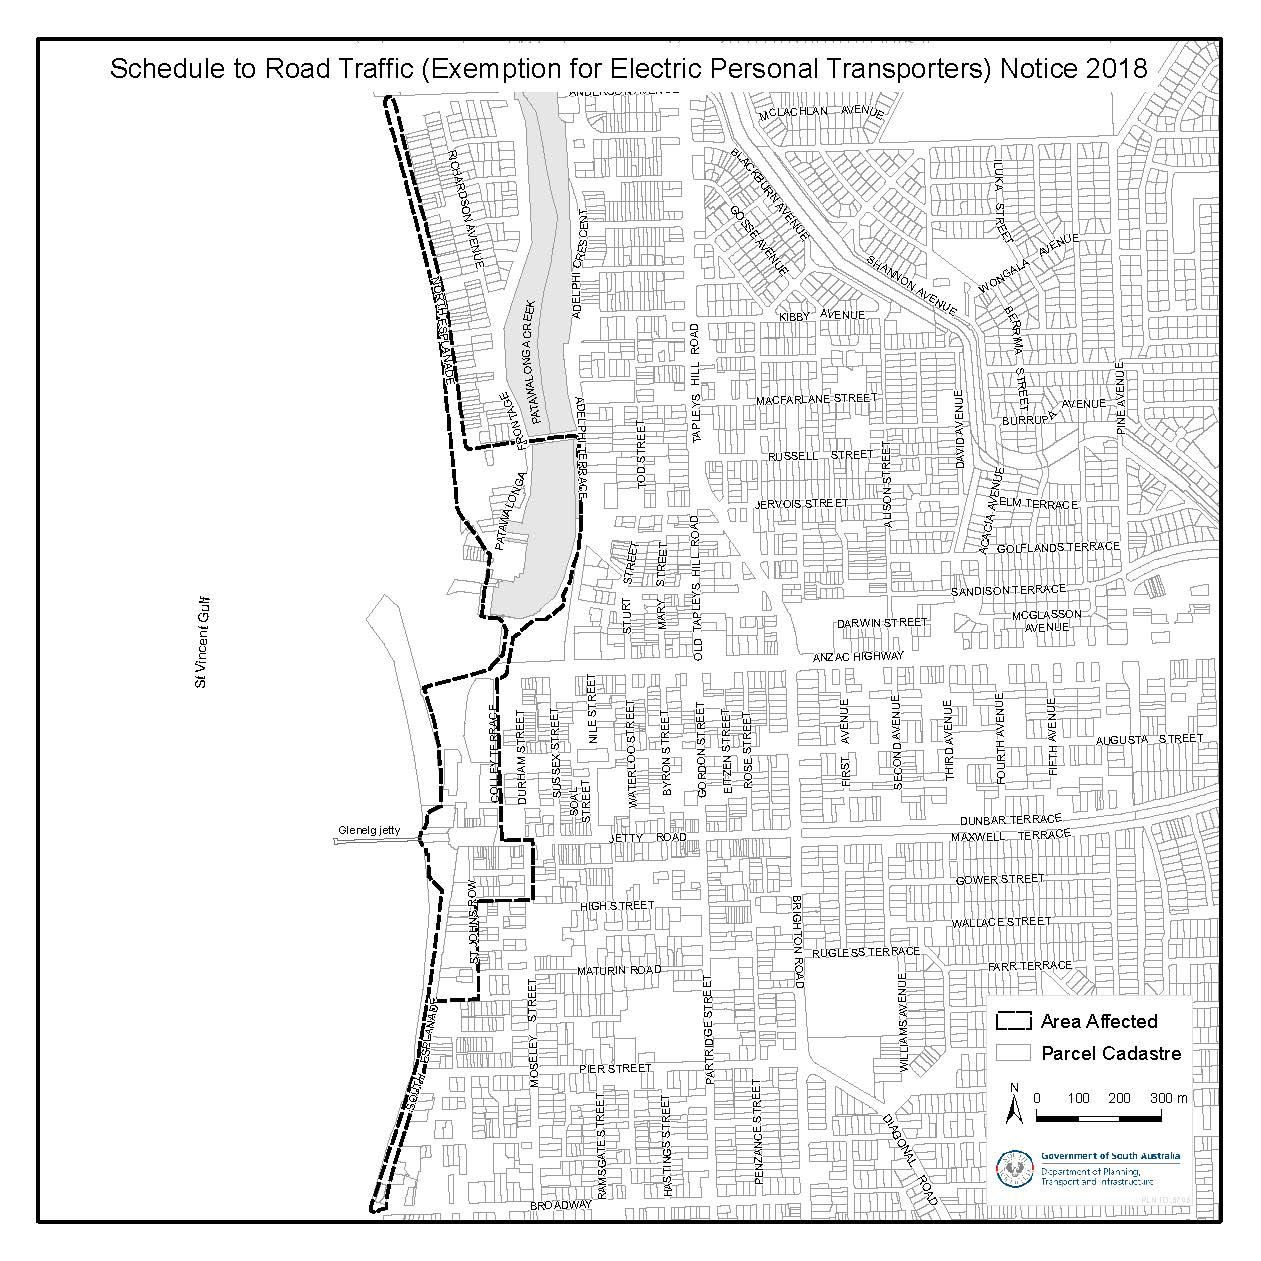 Schedule to Road Traffic (Exemption for Electric Personal Transporters) Notice 2018
ANDERSON AVENUE
MCLACHLAN AVENUE
RICHARDSON AVENUE
BLACKBURN AVENUE
ILUKA STREET
GOSSE AVENUE
ADELPHI CRESCENT
WONGALA AVENUE
SHANNON AVENUE
NORTH ESPLANADE
PATAWALONGA CREEK
KIBBY AVENUE
BERRIMA STREET
TAPLEYS HILL ROAD
PINE AVENUE
MACFARLANE STREET
DAVID AVENUE
BURRUPA AVENUE
PATAWALONGA FRONTAGE
ADELPHI TERRACE
TOD STREET
RUSSELL STREET
ALISON STREET
ACACIA AVENUE
JERVOIS STREET
ELM TERRACE
GOLFLANDS TERRACE
STURT STREET
MARY STREET
OLD TAPLEYS HILL ROAD
SANDISON TERRACE
MCGLASSON
AVENUE
DARWIN STREET
St Vincent Gulf
ANZAC HIGHWAY
COLLEY TERRACE
DURHAM STREET
SUSSEX STREET
NILE STREET
SOAL
STREET
WATERLOO STREET
BYRON STREET
GORDON STREET
EITZEN STREET
ROSE STREET
FIRST AVENUE
SECOND AVENUE
THIRD AVENUE
FOURTH AVENUE
FIFTH AVENUE
AUGUSTA STREET
Glenelg jetty
JETTY ROAD
DUNBAR TERRACE
MAXWELL TERRACE
GOWER STREET
ST JOHNS ROW
HIGH STREET
BRIGHTON ROAD
WALLACE STREET
RUGLESS TERRACE
MATURIN ROAD
FARR TERRACE
SOUTH ESPLANADE
MOSELEY STREET
PARTRIDGE STREET
WILLIAMS AVENUE
PIER STREET
RAMSGATE STREET
HASTINGS STREET
PENZANCE STREET
DIAGONAL ROAD
BROADWAY
Area Affected
Parcel Cadastre
N
0 100 200 300 m
Government of South Australia
Department of Planning,
Transport and Infrastructure